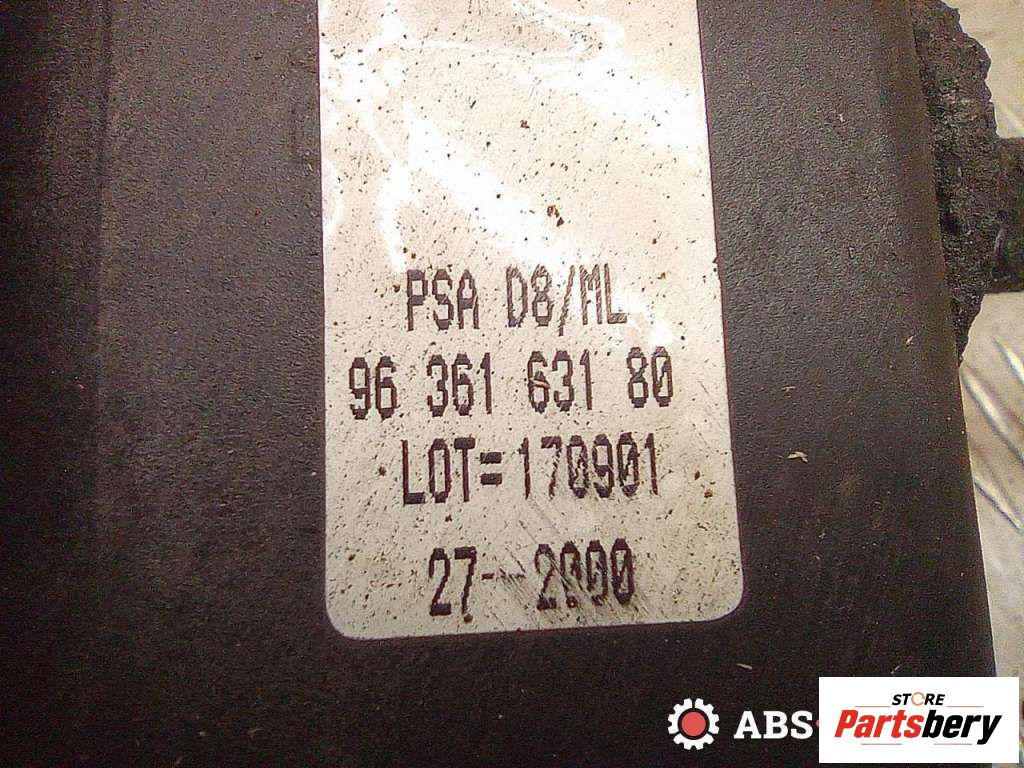 PSA D8/ML
96 361 631 80
LOT=170901
27--2000
ABS
STORE
Partsbery